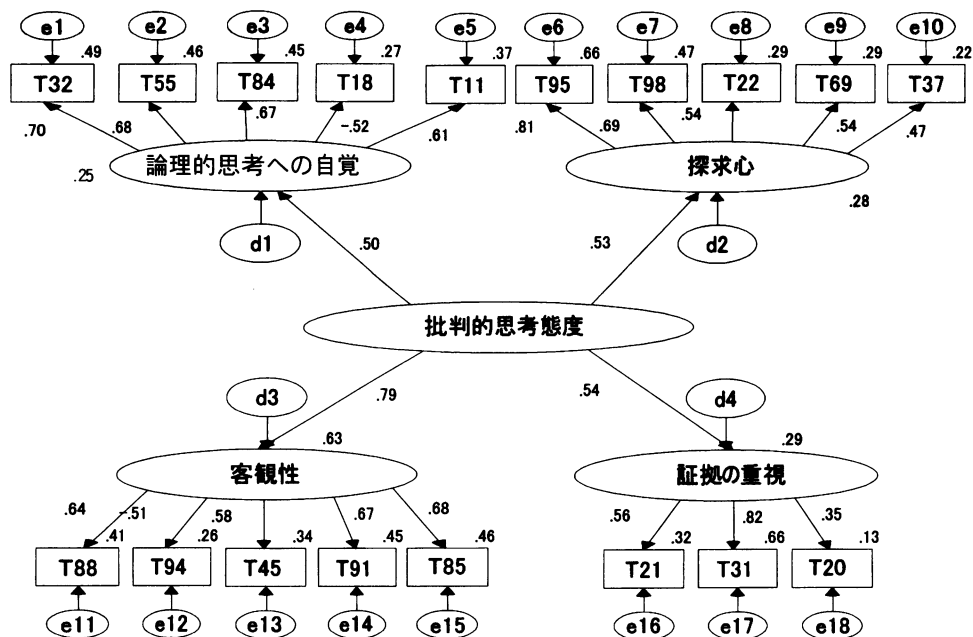 e1 e2 e3 e4 e5 e6 e7 e8 e9 e10
.49 .46 .45 .27 .37 .66 .47 .29 .29 .22
T32 T55 T84 T18 T11 T95 T98 T22 T69 T37
.70 .68 .67 -.52 .61 .81 .69 .54 .54 .47
.25 論理的思考への自覚 探求心 .28
d1 .50 .53 d2
批判的思考態度
d3 .79 .54 d4
.63 .29
客観性 証拠の重視
.64 -.51 .58 .67 .68 .56 .82 .35
.41 .26 .34 .45 .46 .32 .66 .13
T88 T94 T45 T91 T85 T21 T31 T20
e11 e12 e13 e14 e15 e16 e17 e18